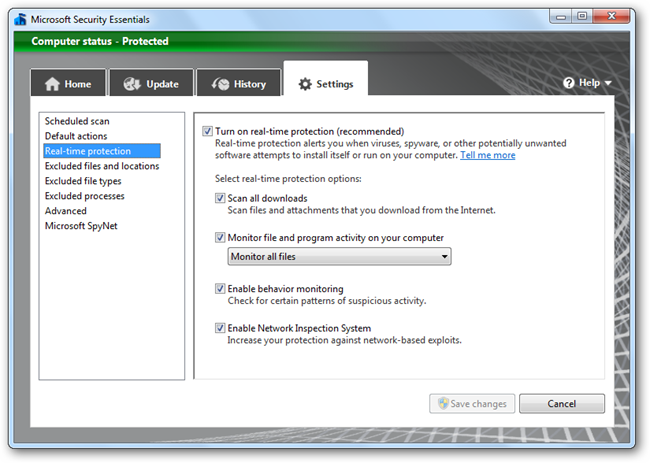 Microsoft Security Essentials
Computer status - Protected
Home
Update
History
Settings
Help
Scheduled scan
Default actions
Real-time protection
Excluded files and locations
Excluded file types
Excluded processes
Advanced
Microsoft SpyNet
Turn on real-time protection (recommended)
Real-time protection alerts you when viruses, spyware, or other potentially unwanted
software attempts to install itself or run on your computer. Tell me more
Select real-time protection options:
Scan all downloads
Scan files and attachments that you download from the Internet.
Monitor file and program activity on your computer
Monitor all files
Enable behavior monitoring
Check for certain patterns of suspicious activity.
Enable Network Inspection System
Increase your protection against network-based exploits.
Save changes
Cancel